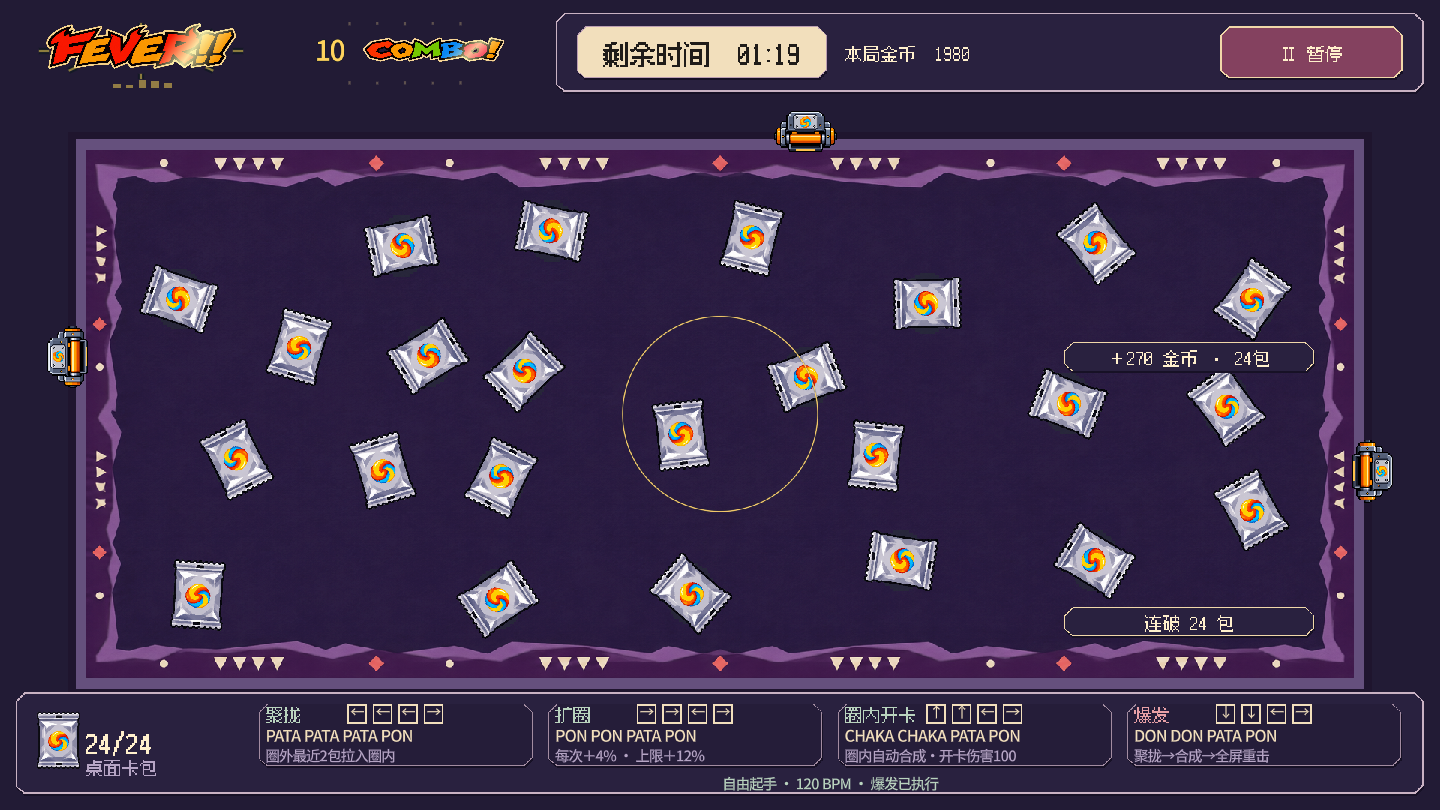 FEVER!!
10 COMBO!
剩余时间 01:19
本局金币 1980
II 暂停
+270 金币 · 24包
连破 24 包
24/24
桌面卡包
聚拢 ← ← ← →
PATA PATA PATA PON
圈外最近2包拉入圈内
扩圈 → → ← →
PON PON PATA PON
每次+4% · 上限+12%
圈内开卡 ↑ ↑ ← →
CHAKA CHAKA PATA PON
圈内自动合成·开卡伤害100
爆发 ↓ ↓ ← →
DON DON PATA PON
聚拢→合成→全屏重击
自由起手 · 120 BPM · 爆发已执行